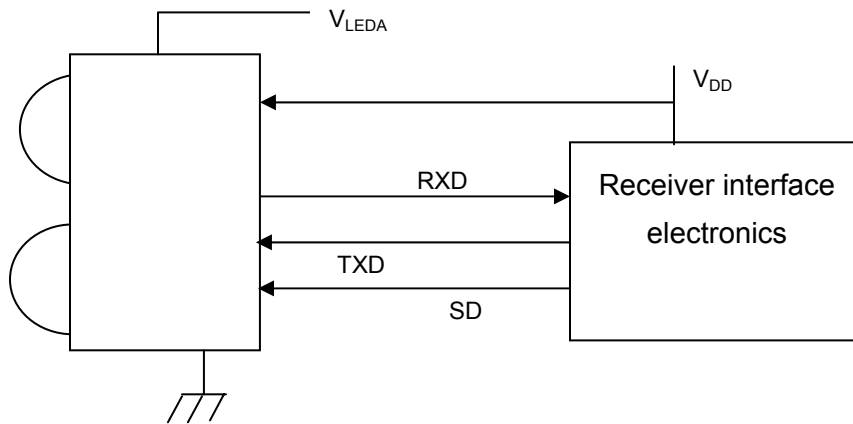 VLEDA
VDD
RXD
Receiver interface
electronics
TXD
SD